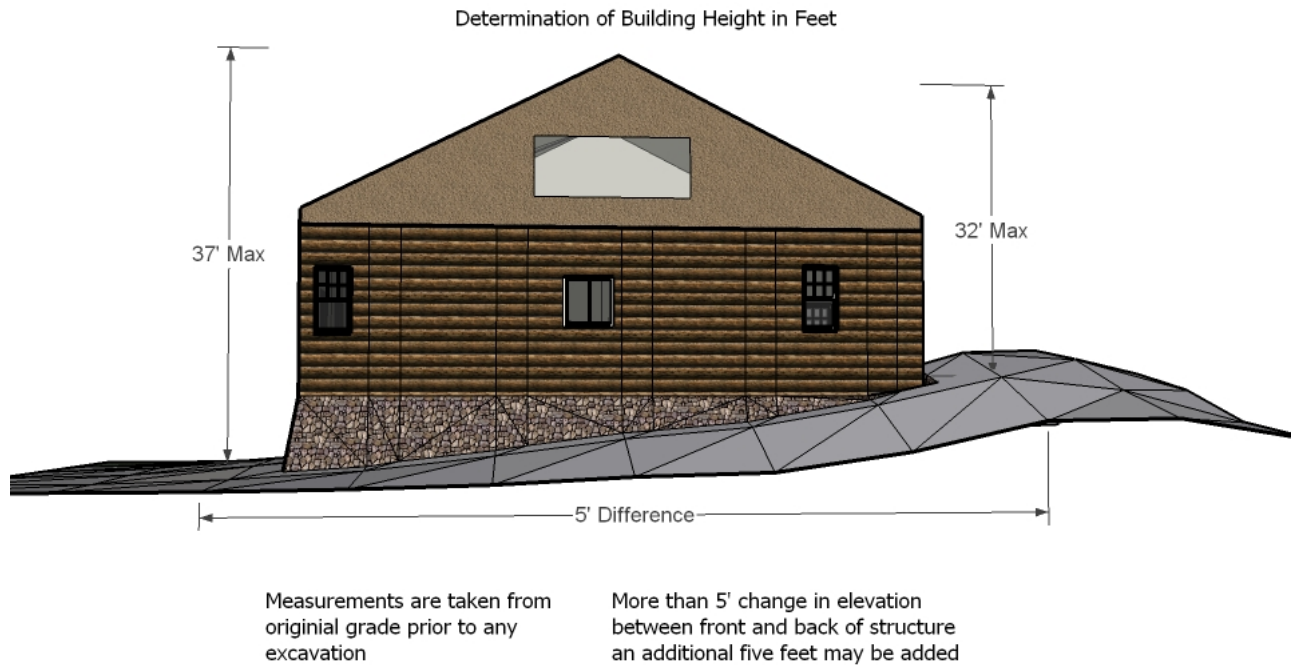 Determination of Building Height in Feet
37' Max
32' Max
5' Difference
Measurements are taken from
originial grade prior to any
excavation
More than 5' change in elevation
between front and back of structure
an additional five feet may be added